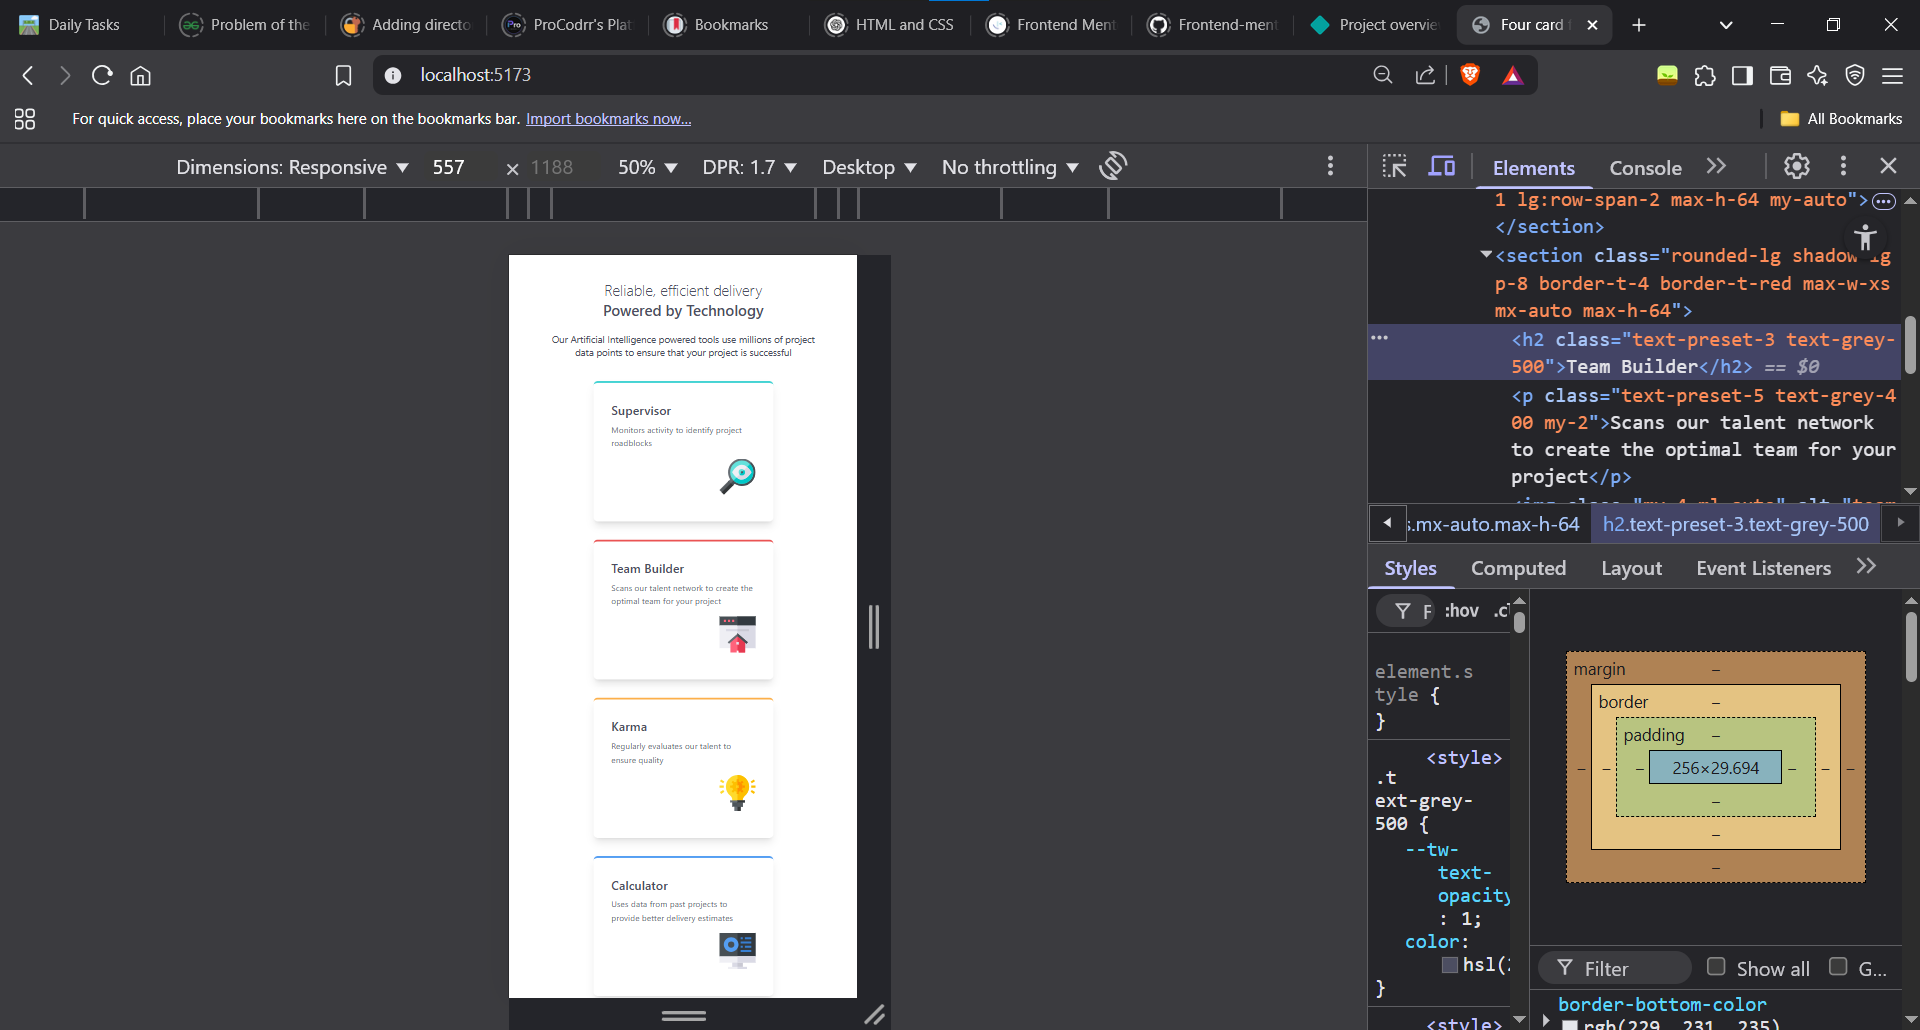 Daily Tasks
Problem of the
Adding directo
ProCodrr's Plat
Bookmarks
HTML and CSS
Frontend Ment
Frontend-ment
Project overvie
Four card f
localhost:5173
For quick access, place your bookmarks here on the bookmarks bar. Import bookmarks now...
All Bookmarks
Dimensions: Responsive 557 × 1188 50% DPR: 1.7 Desktop No throttling
Elements Console
Reliable, efficient delivery
Powered by Technology
Our Artificial Intelligence powered tools use millions of project
data points to ensure that your project is successful
Supervisor
Monitors activity to identify project
roadblocks
Team Builder
Scans our talent network to create the
optimal team for your project
Karma
Regularly evaluates our talent to
ensure quality
Calculator
Uses data from past projects to
provide better delivery estimates
1 lg:row-span-2 max-h-64 my-auto">
</section>
<section class="rounded-lg shadow-lg
p-8 border-t-4 border-t-red max-w-xs
mx-auto max-h-64">
<h2 class="text-preset-3 text-grey-
500">Team Builder</h2> == $0
<p class="text-preset-5 text-grey-4
00 my-2">Scans our talent network
to create the optimal team for your
project</p>
s.mx-auto.max-h-64 h2.text-preset-3.text-grey-500
Styles Computed Layout Event Listeners
F :hov .cl
element.s
tyle {
}
<style>
.t
ext-grey-
500 {
--tw-
text-
opacity
: 1;
color:
hsl(2
}
<style>
margin –
border –
padding –
– – – 256×29.694 – – –
–
–
–
Filter Show all G...
border-bottom-color
rgb(229, 231, 235)